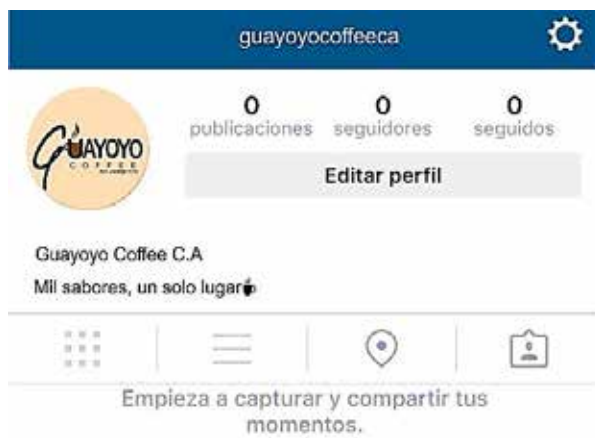 guayoyocoffeeca
0 0 0
publicaciones seguidores seguidos
Editar perfil
GUAYOYO
COFFEE
Guayoyo Coffee C.A
Mil sabores, un solo lugar
Empieza a capturar y compartir tus
momentos.